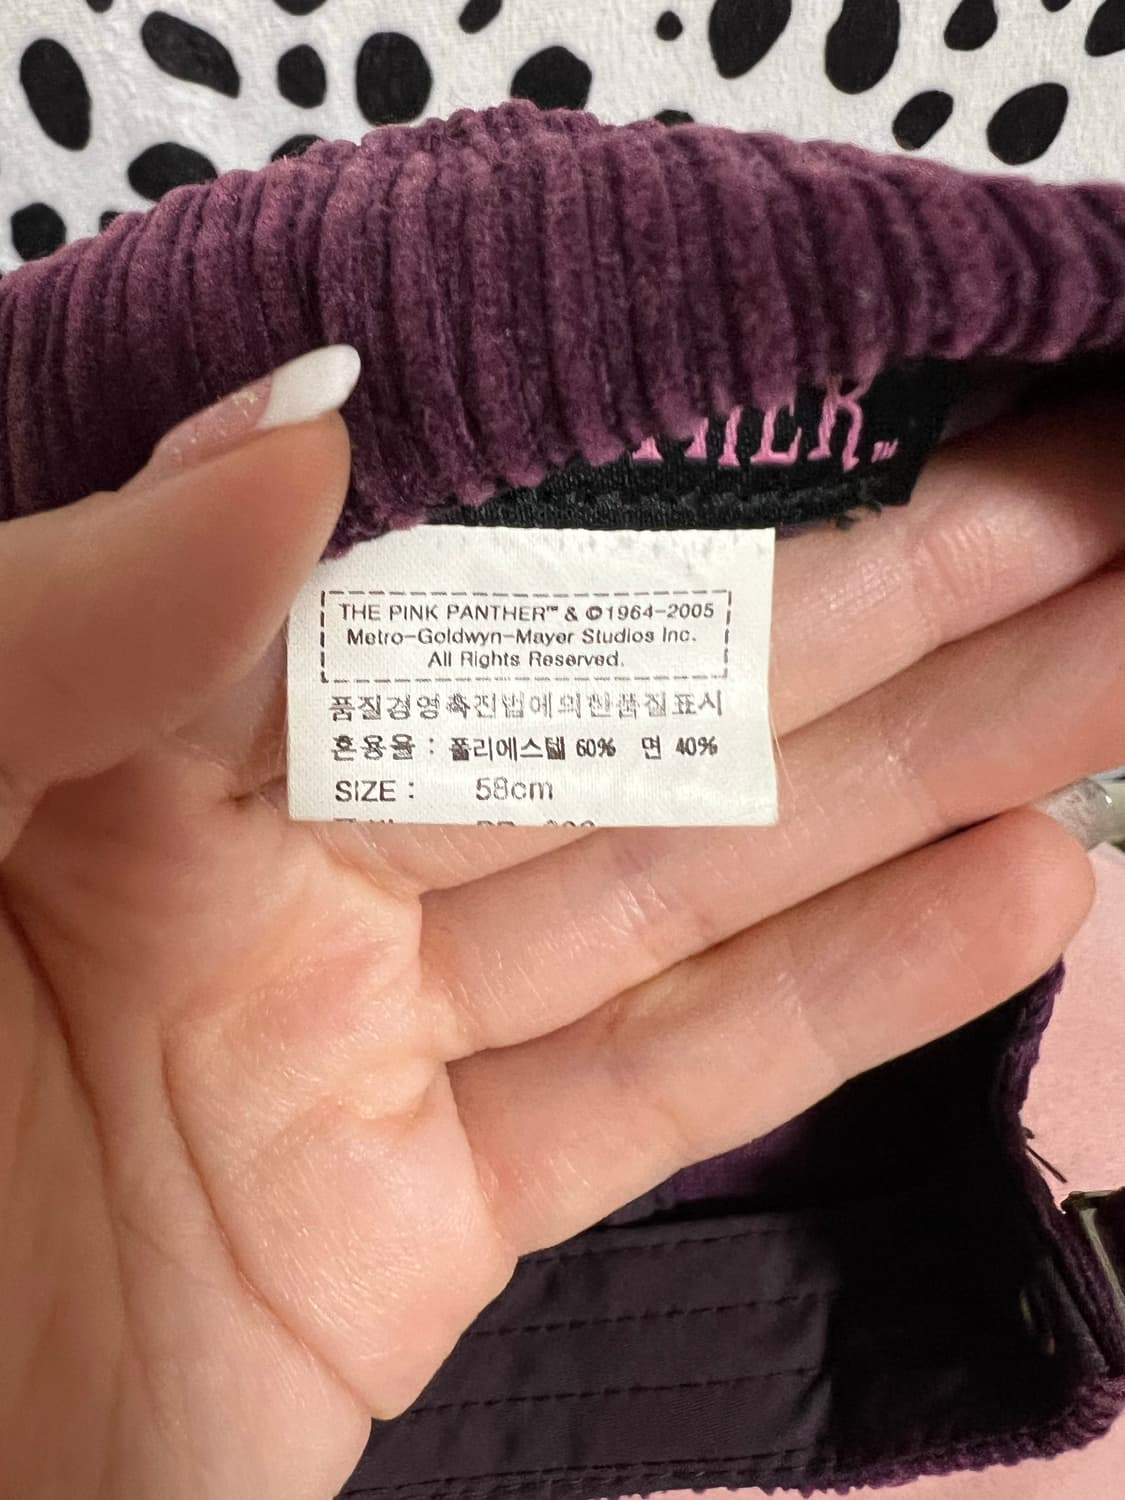 THE PINK PANTHER™ & ©1964-2005
Metro-Goldwyn-Mayer Studios Inc.
All Rights Reserved.
품질경영촉진법에의한품질표시
혼용율 : 폴리에스텔 60% 면 40%
SIZE : 58cm